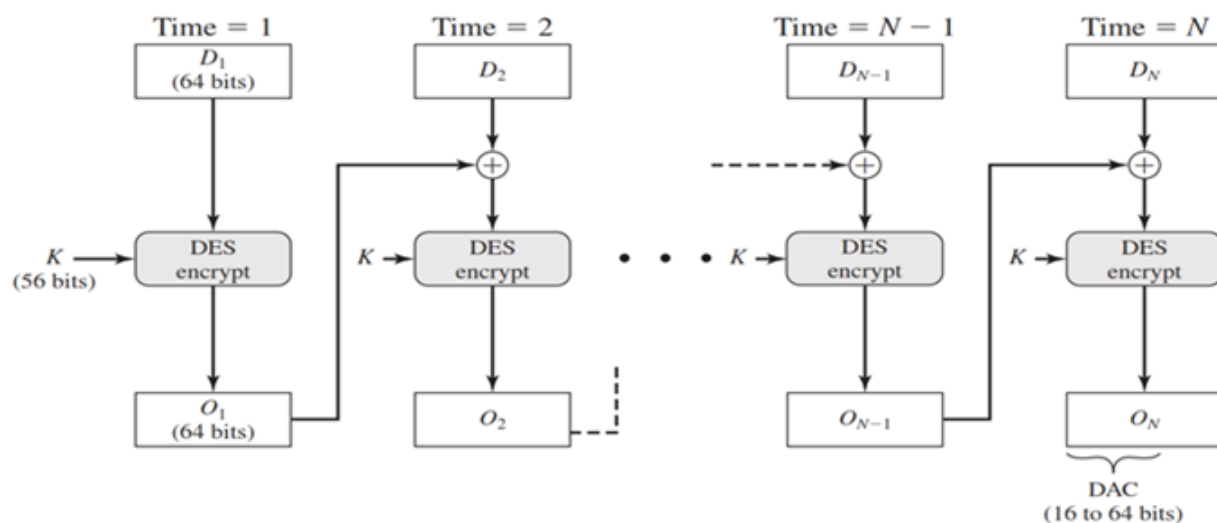 Time = 1
Time = 2
Time = N − 1
Time = N
D₁
(64 bits)
D₂
Dₙ₋₁
Dₙ
+
+
+
K
(56 bits)
DES
encrypt
K
DES
encrypt
• • •
K
DES
encrypt
K
DES
encrypt
O₁
(64 bits)
O₂
Oₙ₋₁
Oₙ
DAC
(16 to 64 bits)